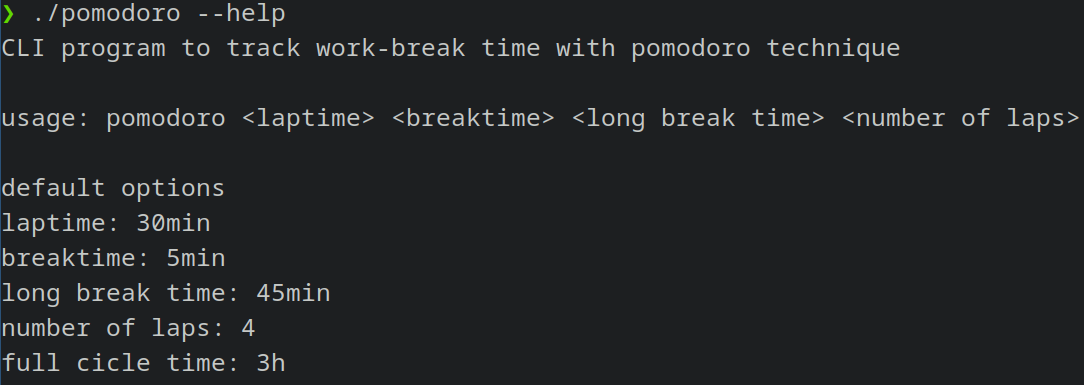 ❯ ./pomodoro --help
CLI program to track work-break time with pomodoro technique
usage: pomodoro <laptime> <breaktime> <long break time> <number of laps>
default options
laptime: 30min
breaktime: 5min
long break time: 45min
number of laps: 4
full cicle time: 3h